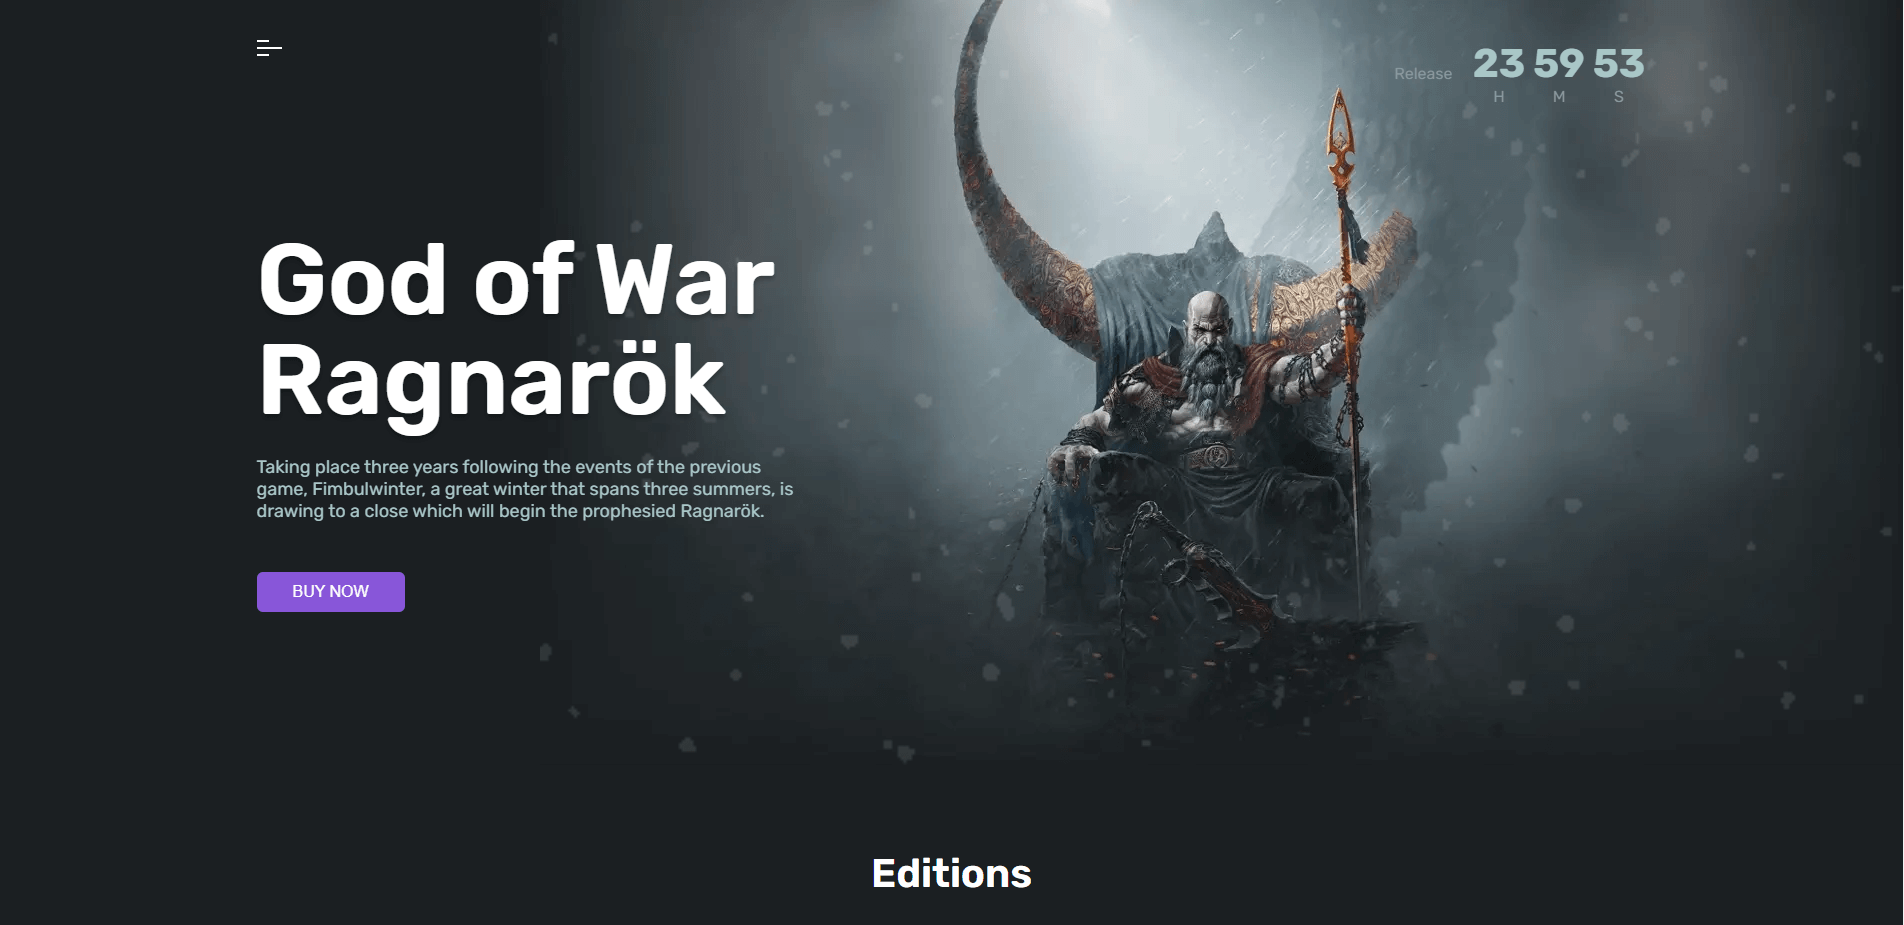 Release 23 59 53
H M S
God of War
Ragnarök
Taking place three years following the events of the previous
game, Fimbulwinter, a great winter that spans three summers, is
drawing to a close which will begin the prophesied Ragnarök.
BUY NOW
Editions